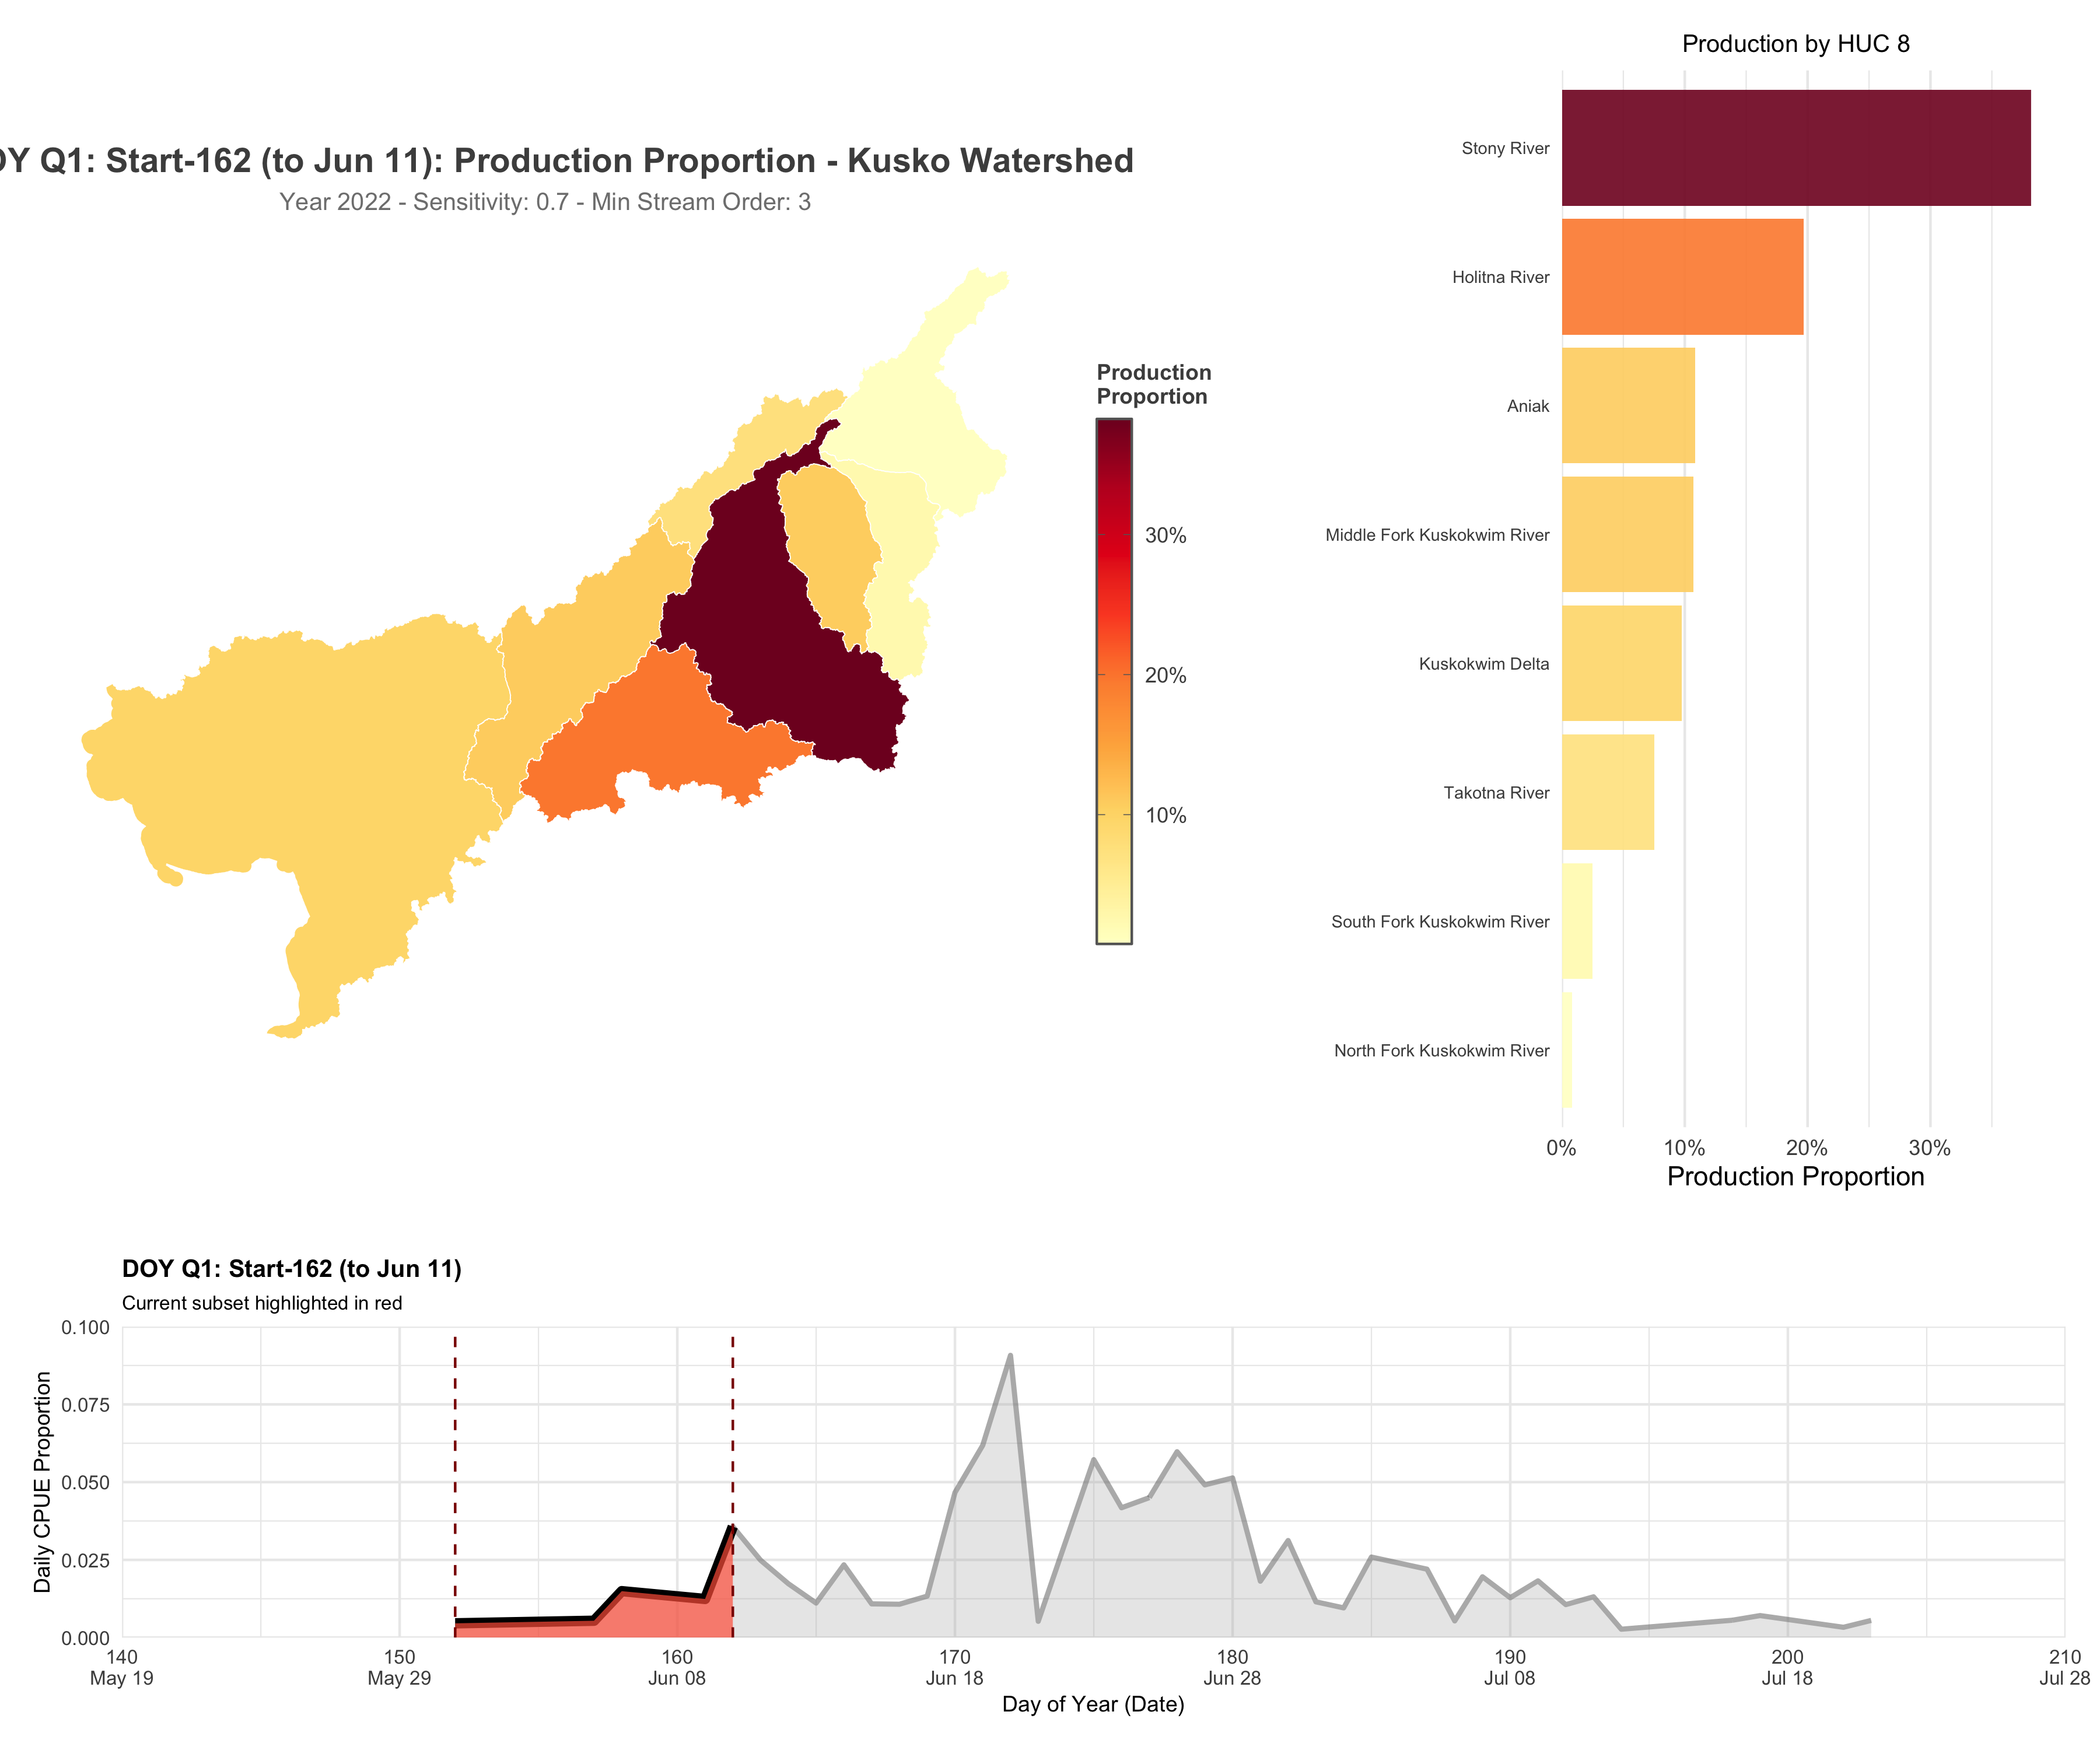 OY Q1: Start-162 (to Jun 11): Production Proportion - Kusko Watershed
Year 2022 - Sensitivity: 0.7 - Min Stream Order: 3
Production
Proportion
30%
20%
10%
Production by HUC 8
Stony River
Holitna River
Aniak
Middle Fork Kuskokwim River
Kuskokwim Delta
Takotna River
South Fork Kuskokwim River
North Fork Kuskokwim River
0% 10% 20% 30%
Production Proportion
DOY Q1: Start-162 (to Jun 11)
Current subset highlighted in red
Daily CPUE Proportion
0.100
0.075
0.050
0.025
0.000
140 150 160 170 180 190 200 210
May 19 May 29 Jun 08 Jun 18 Jun 28 Jul 08 Jul 18 Jul 28
Day of Year (Date)